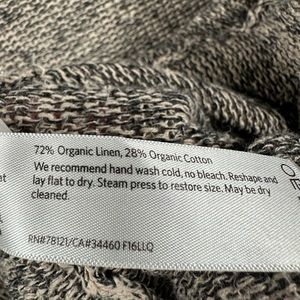 72% Organic Linen, 28% Organic Cotton
We recommend hand wash cold, no bleach. Reshape and
lay flat to dry. Steam press to restore size. May be dry
cleaned.
RN#78121/CA#34460 F16LLQ